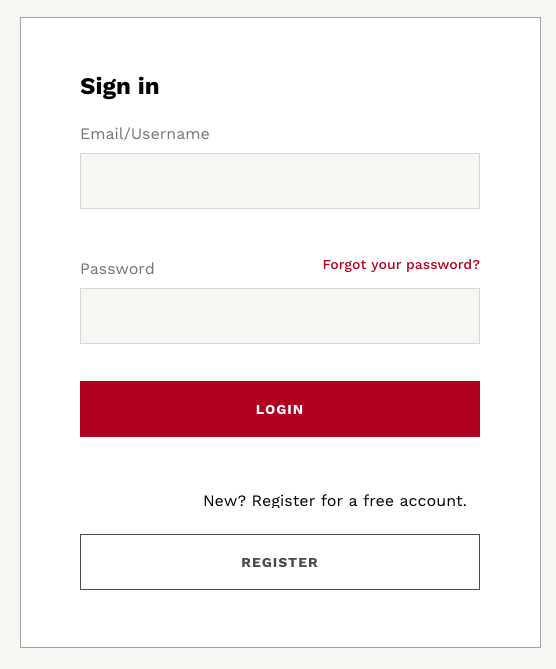 Sign in
Email/Username
Password
Forgot your password?
LOGIN
New? Register for a free account.
REGISTER